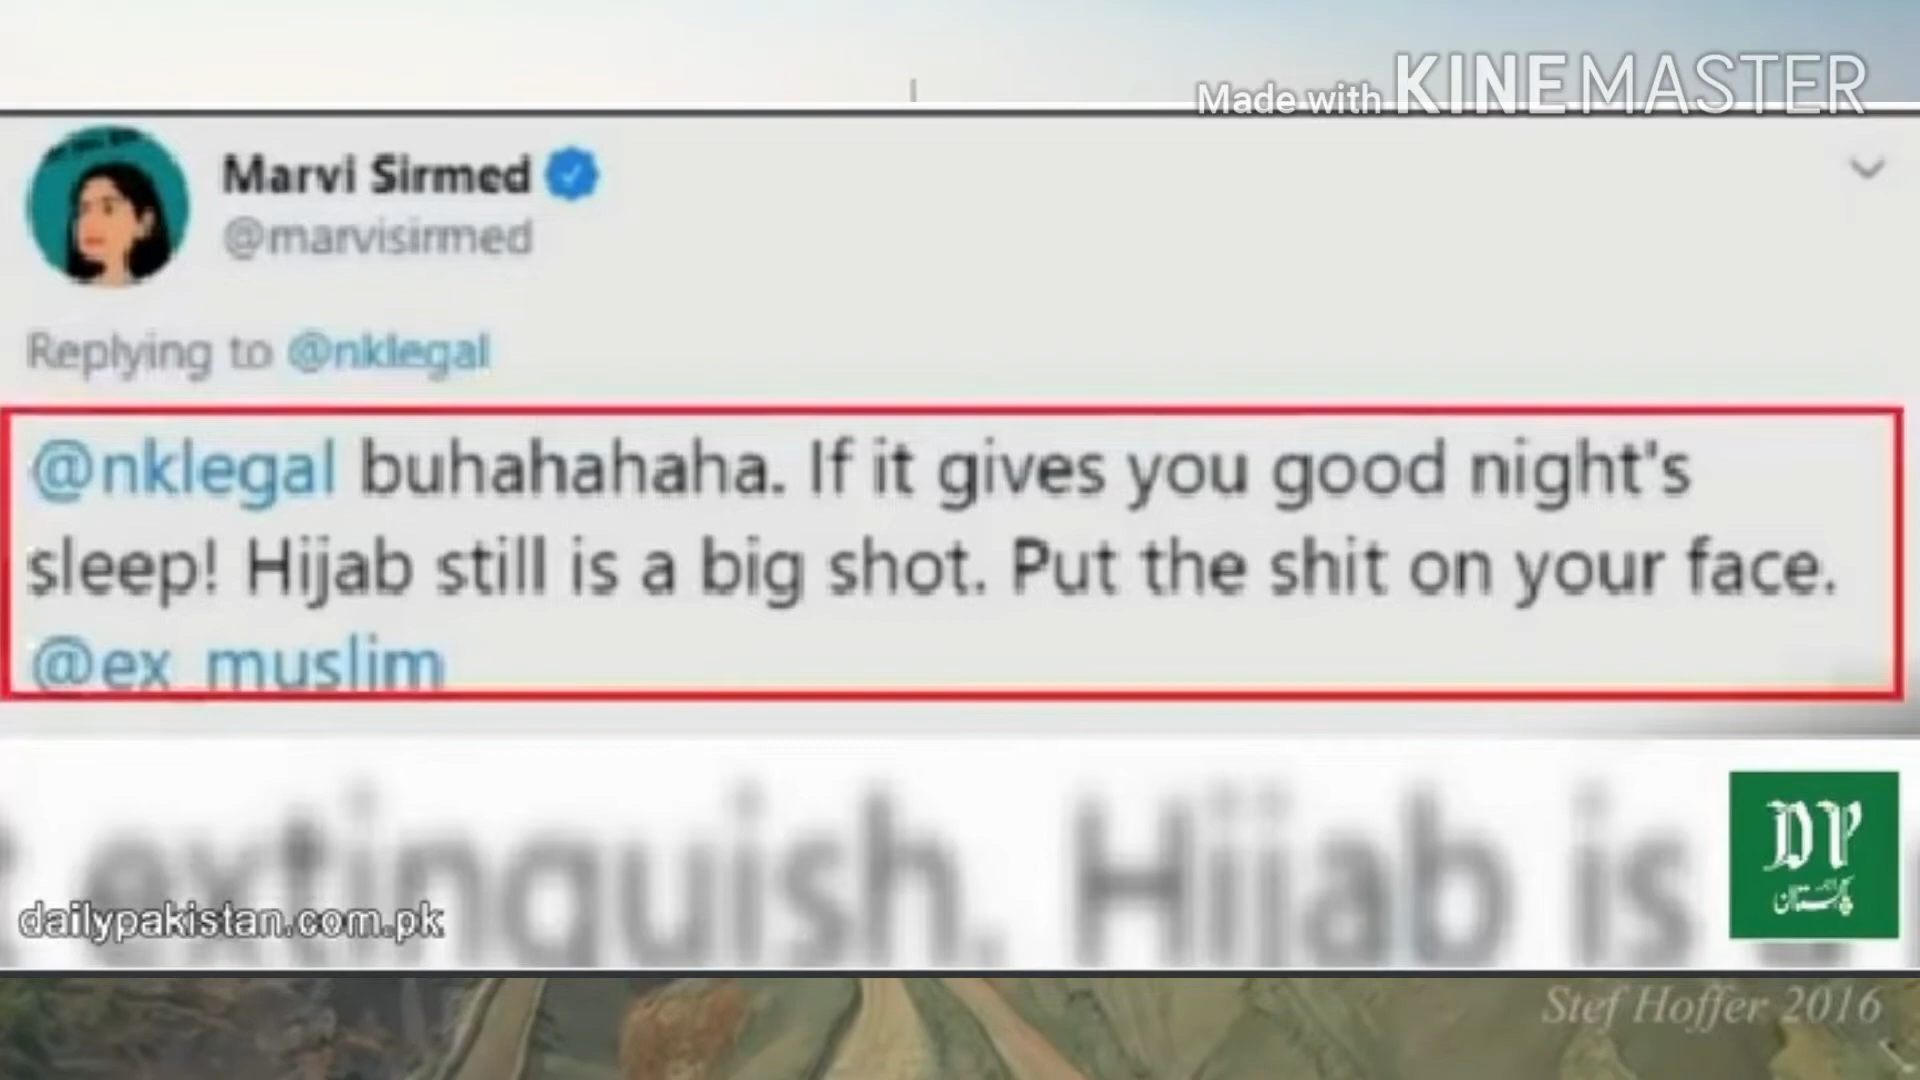 Made with KINEMASTER
Marvi Sirmed
@marvisirmed
Replying to @nklegal
@nklegal buhahahaha. If it gives you good night's
sleep! Hijab still is a big shot. Put the shit on your face.
@ex_muslim
extinguish. Hijab is a
DP
پاکستان
dailypakistan.com.pk
Stef Hoffer 2016